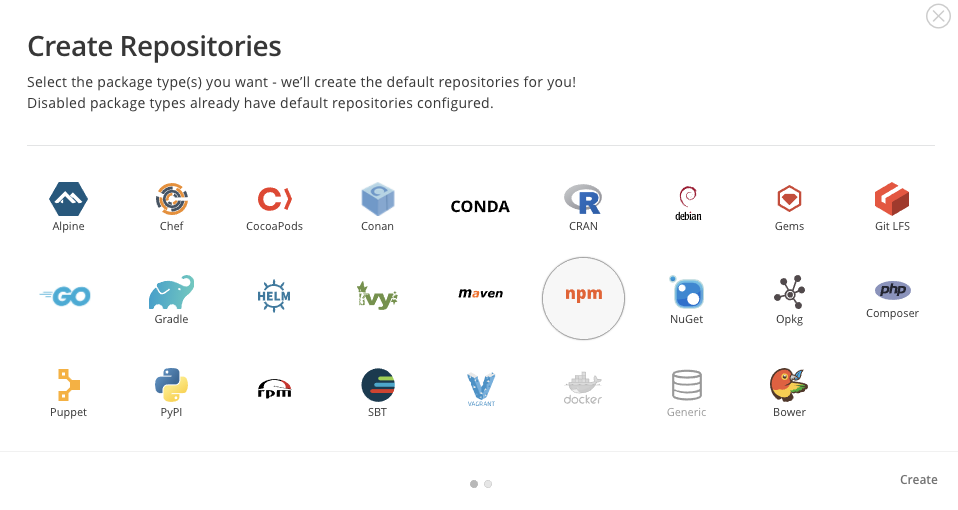 Create Repositories
Select the package type(s) you want - we'll create the default repositories for you!
Disabled package types already have default repositories configured.
Alpine
Chef
CocoaPods
Conan
CONDA
CRAN
debian
Gems
Git LFS
GO
Gradle
HELM
ivy
maven
npm
NuGet
Opkg
php
Composer
Puppet
PyPI
rpm
SBT
VAGRANT
docker
Generic
Bower
Create